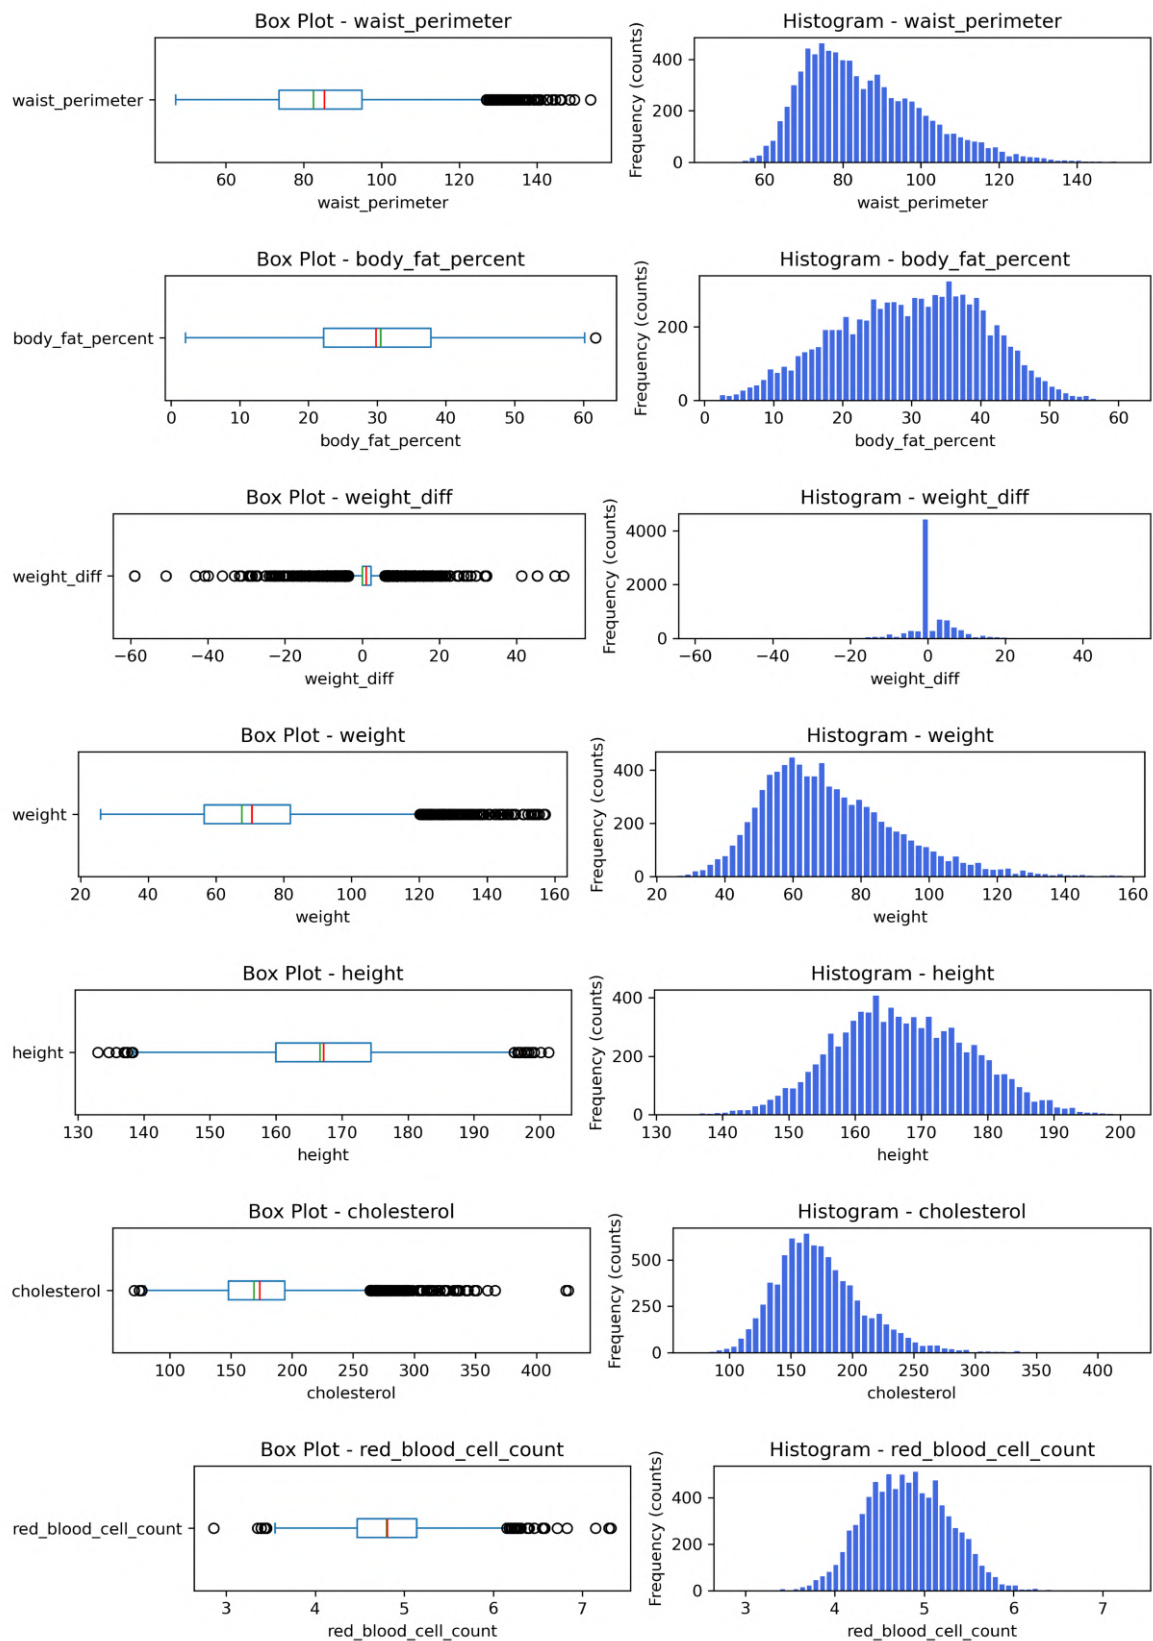 Box Plot - waist_perimeter
waist_perimeter
60 80 100 120 140
waist_perimeter
Histogram - waist_perimeter
Frequency (counts)
400
200
0
60 80 100 120 140
waist_perimeter
Box Plot - body_fat_percent
body_fat_percent
0 10 20 30 40 50 60
body_fat_percent
Histogram - body_fat_percent
Frequency (counts)
200
0
0 10 20 30 40 50 60
body_fat_percent
Box Plot - weight_diff
weight_diff
−60 −40 −20 0 20 40
weight_diff
Histogram - weight_diff
Frequency (counts)
4000
2000
0
−60 −40 −20 0 20 40
weight_diff
Box Plot - weight
weight
20 40 60 80 100 120 140 160
weight
Histogram - weight
Frequency (counts)
400
200
0
20 40 60 80 100 120 140 160
weight
Box Plot - height
height
130 140 150 160 170 180 190 200
height
Histogram - height
Frequency (counts)
400
200
0
130 140 150 160 170 180 190 200
height
Box Plot - cholesterol
cholesterol
100 150 200 250 300 350 400
cholesterol
Histogram - cholesterol
Frequency (counts)
500
250
0
100 150 200 250 300 350 400
cholesterol
Box Plot - red_blood_cell_count
red_blood_cell_count
3 4 5 6 7
red_blood_cell_count
Histogram - red_blood_cell_count
Frequency (counts)
400
200
0
3 4 5 6 7
red_blood_cell_count